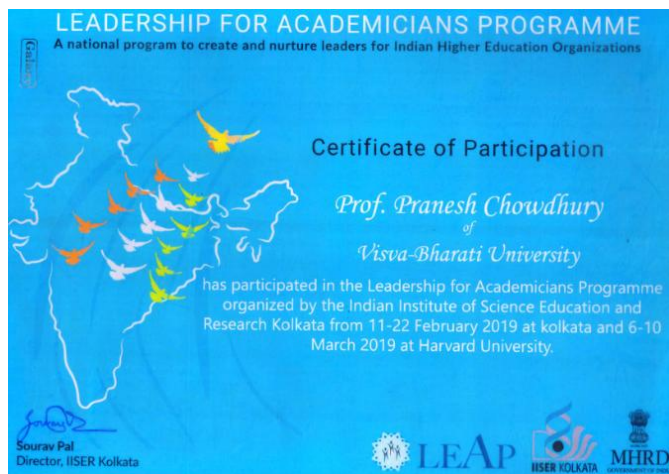 LEADERSHIP FOR ACADEMICIANS PROGRAMME
A national program to create and nurture leaders for Indian Higher Education Organizations
Certificate of Participation
Prof. Pranesh Chowdhury
of
Visva-Bharati University
has participated in the Leadership for Academicians Programme
organized by the Indian Institute of Science Education and
Research Kolkata from 11-22 February 2019 at kolkata and 6-10
March 2019 at Harvard University.
Sourav Pal
Director, IISER Kolkata
LEAP
IISER KOLKATA
MHRD
GOVERNMENT OF INDIA